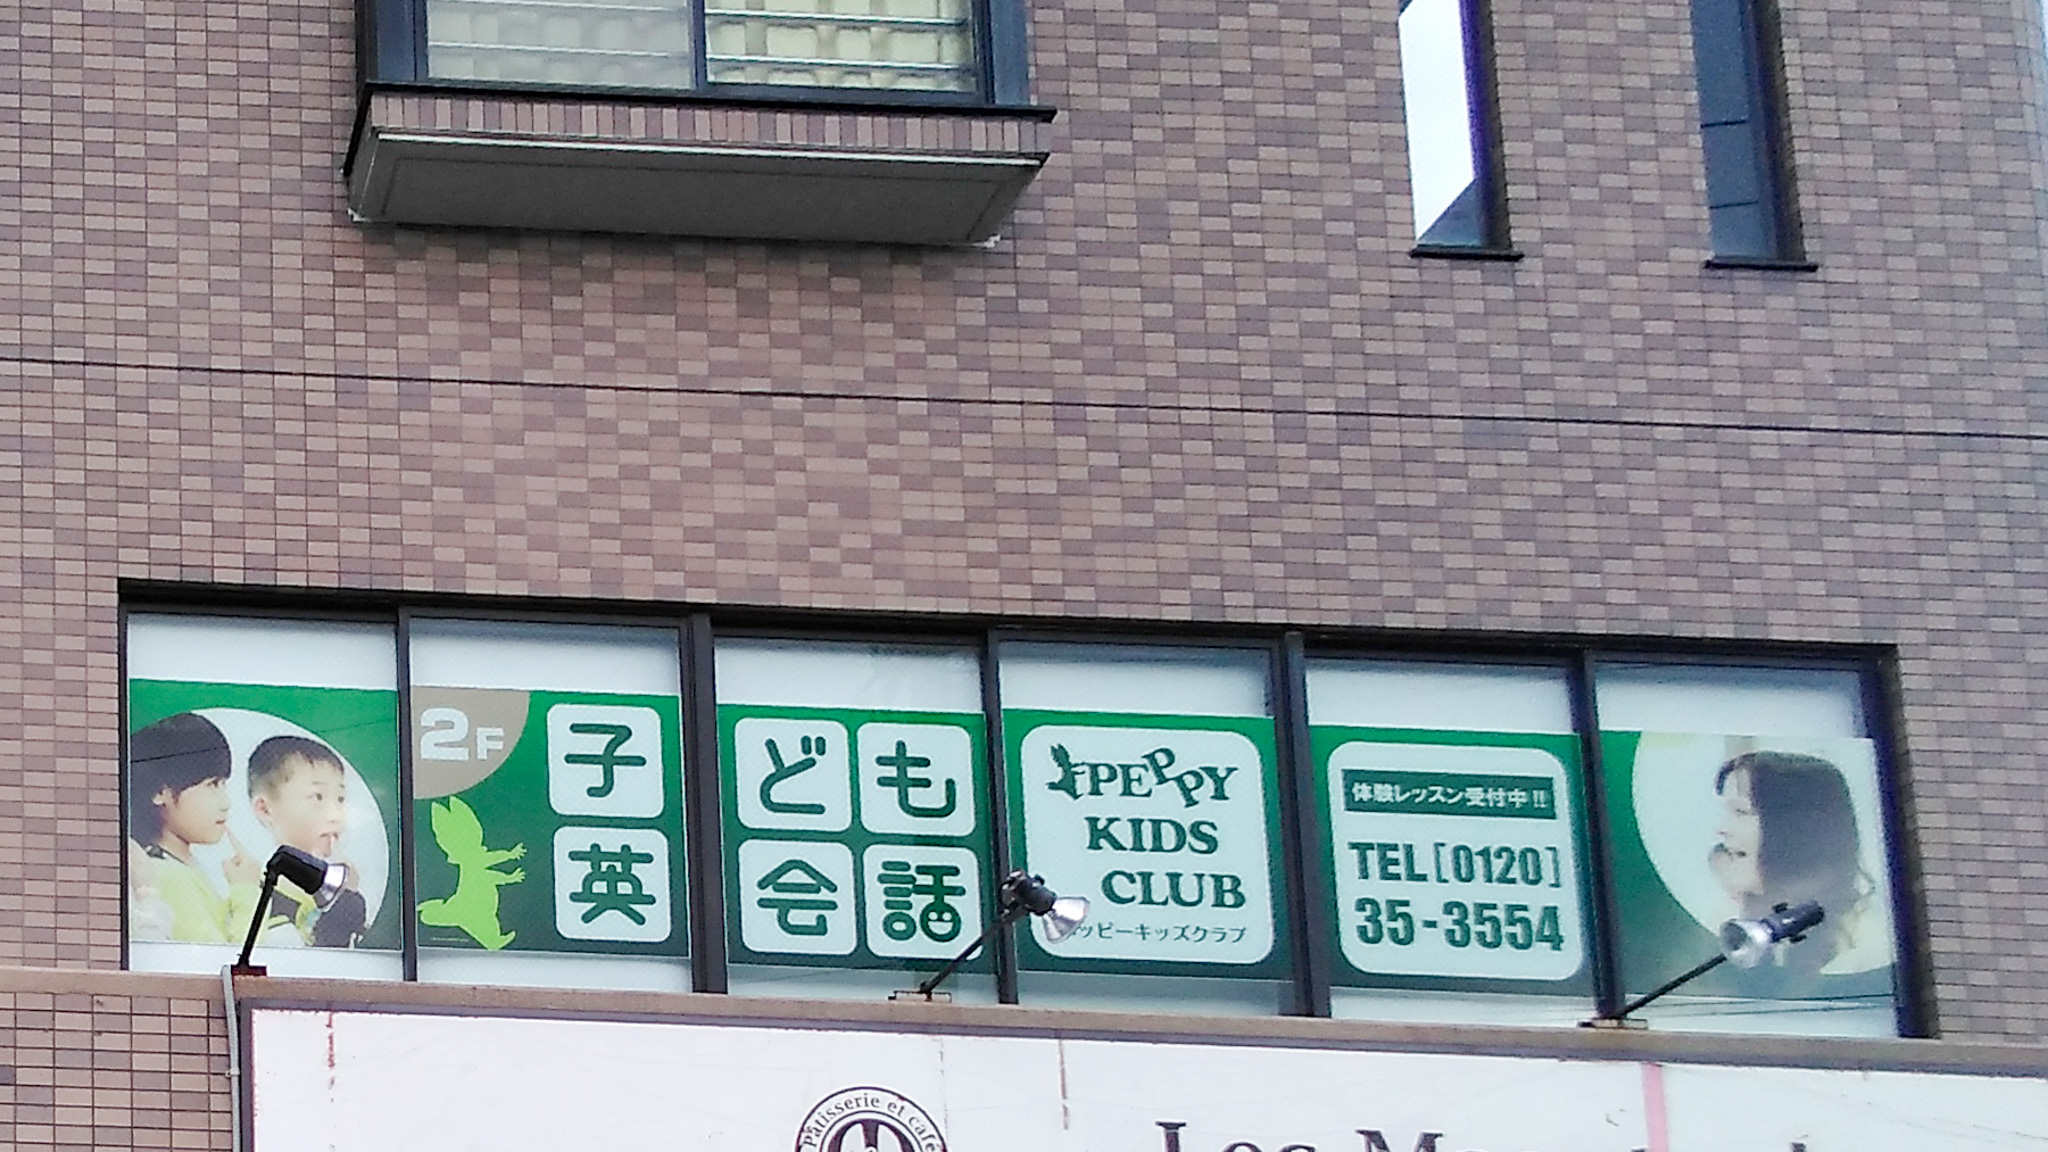 2F
子ども
英会話
PEPPY
KIDS
CLUB
ッピーキッズクラブ
体験レッスン受付中!!
TEL[0120]
35-3554
Pâtisserie et café
Los